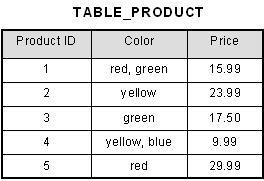 TABLE_PRODUCT
Product ID Color Price
1 red, green 15.99
2 yellow 23.99
3 green 17.50
4 yellow, blue 9.99
5 red 29.99